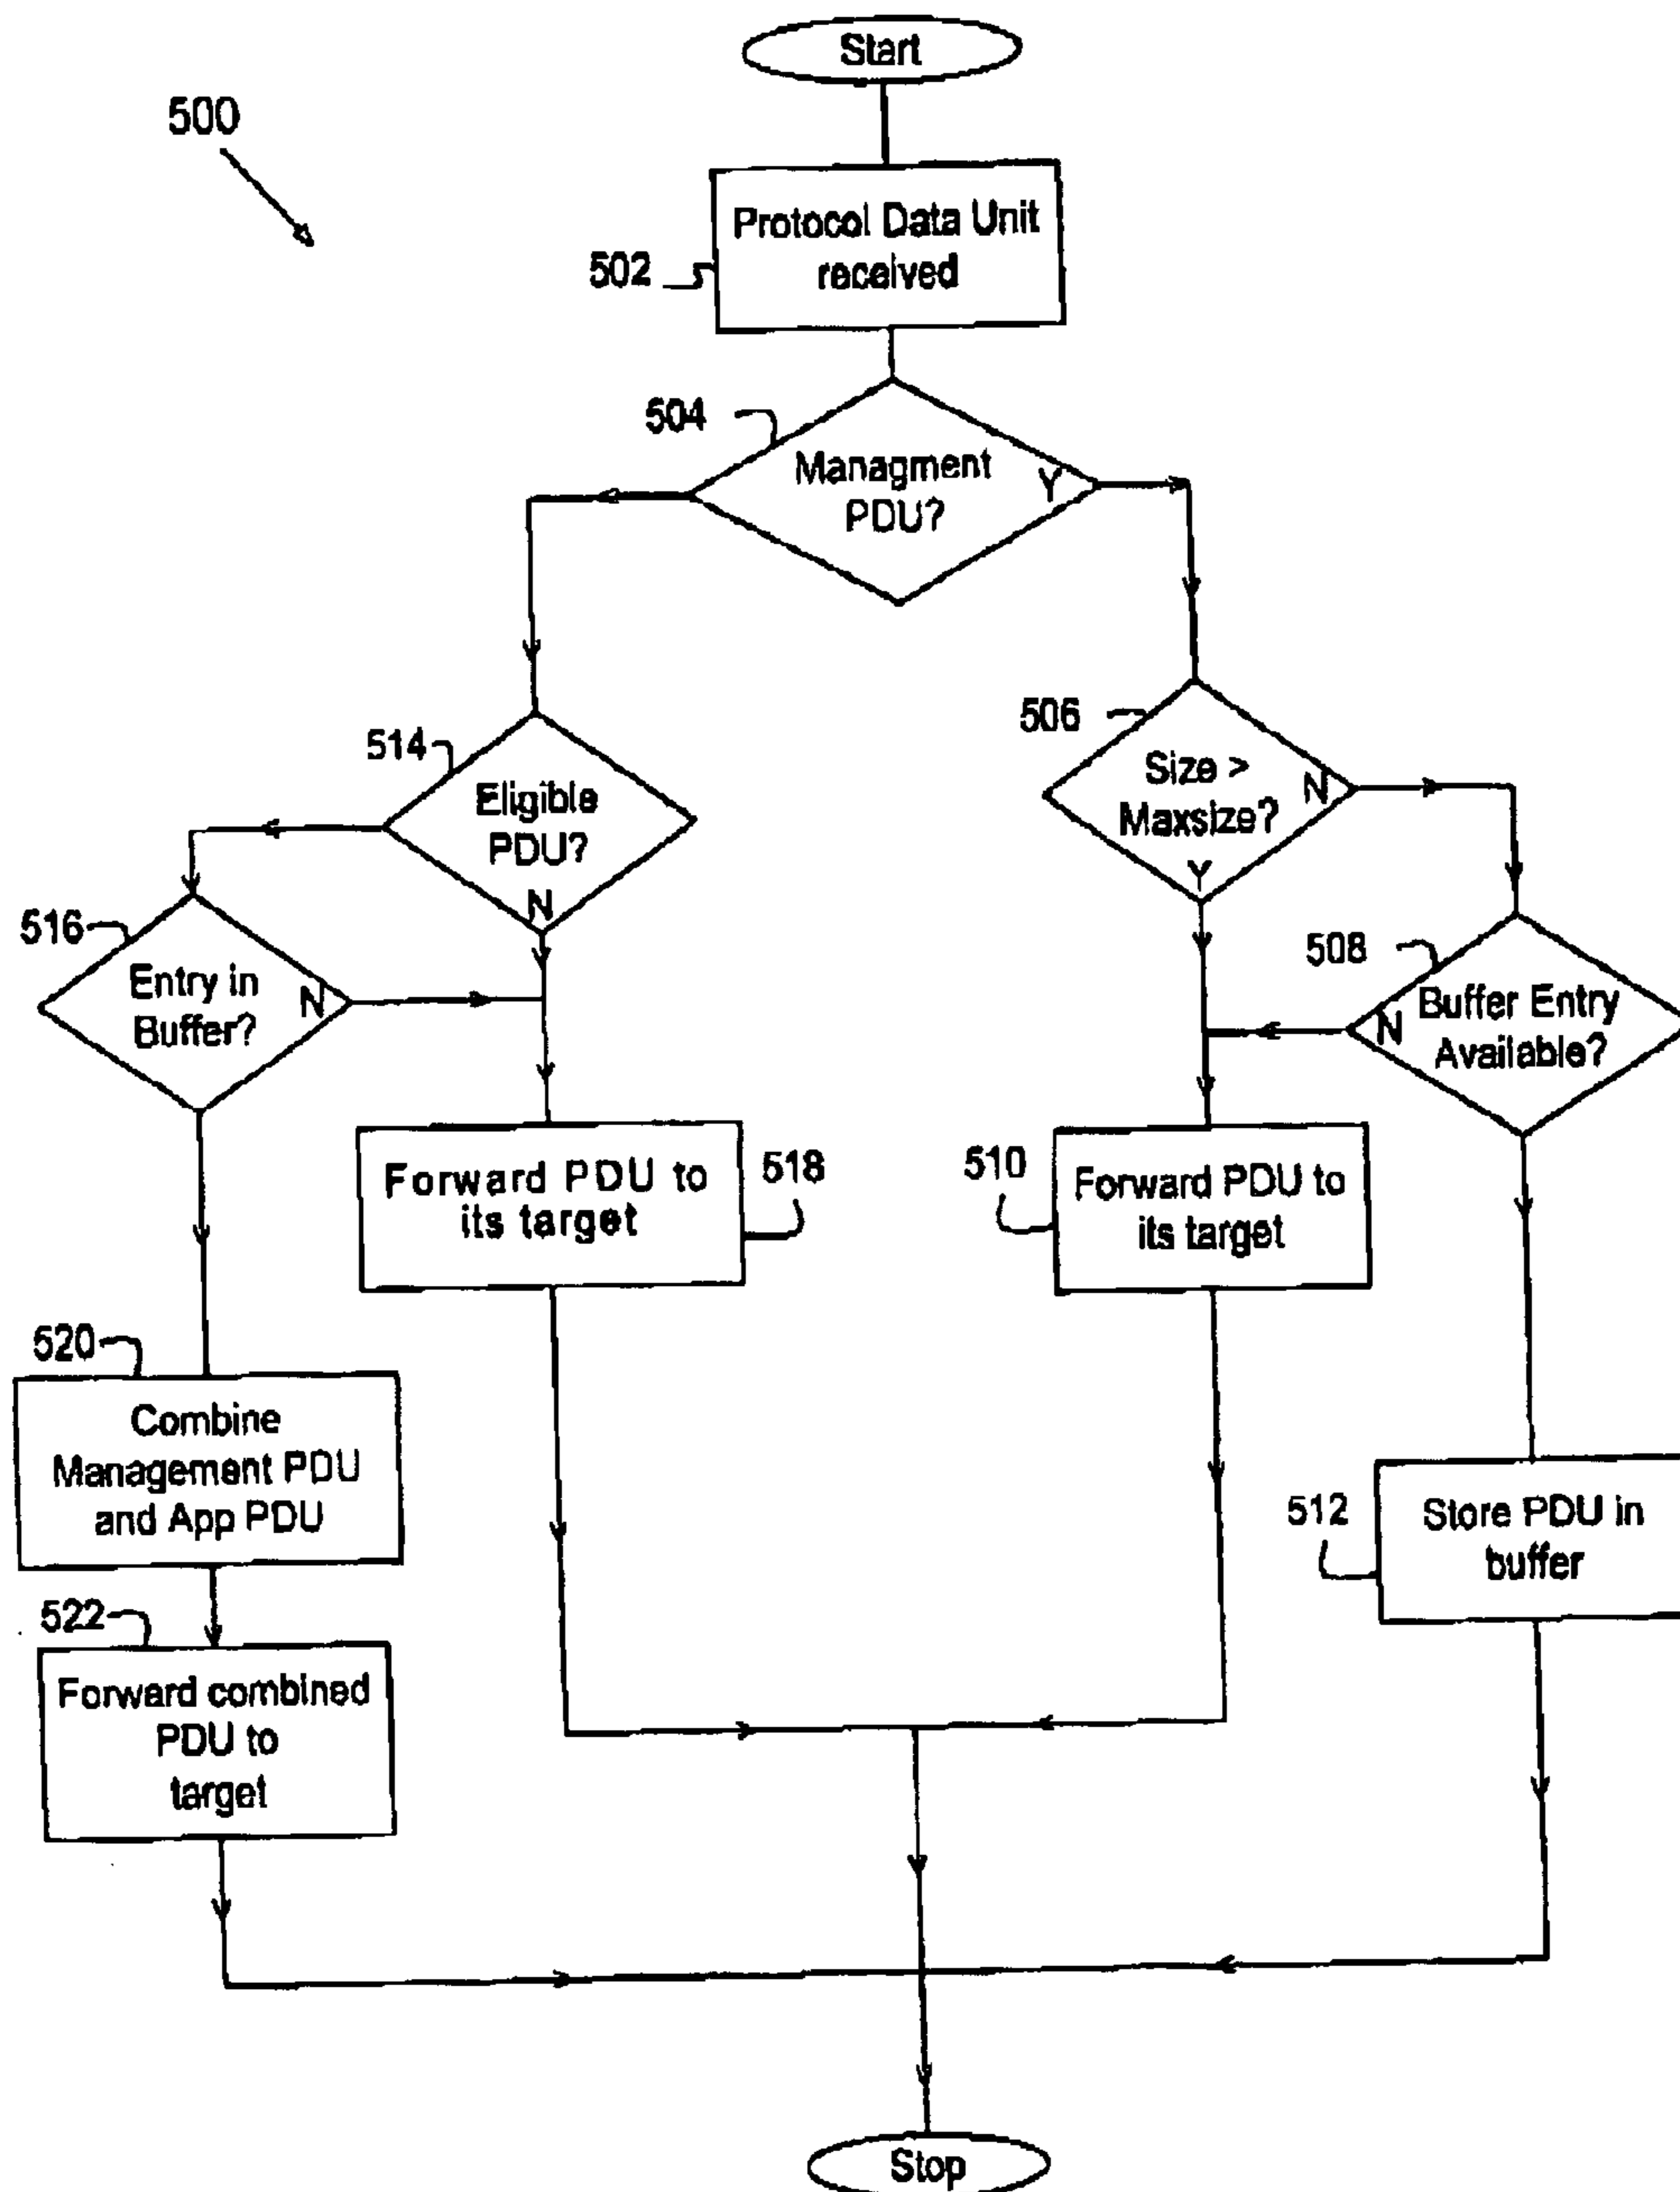 Start
500
Protocol Data Unit
received
502
504
Managment
PDU?
Y
506
Size >
Maxsize?
N
Y
514
Eligible
PDU?
N
516
Entry in
Buffer?
N
508
Buffer Entry
Available?
N
Forward PDU to
its target
518
510
Forward PDU to
its target
520
Combine
Management PDU
and App PDU
512
Store PDU in
buffer
522
Forward combined
PDU to
target
Stop